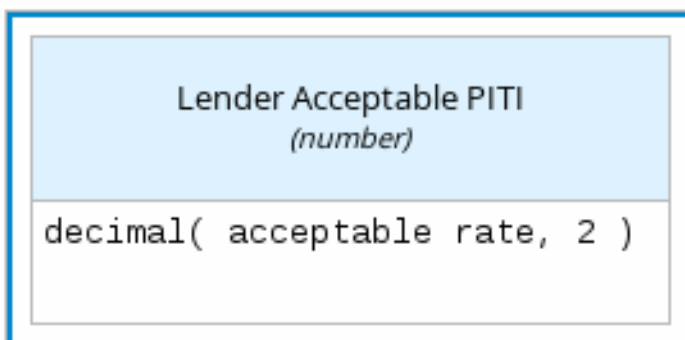 Lender Acceptable PITI
(number)
decimal( acceptable rate, 2 )